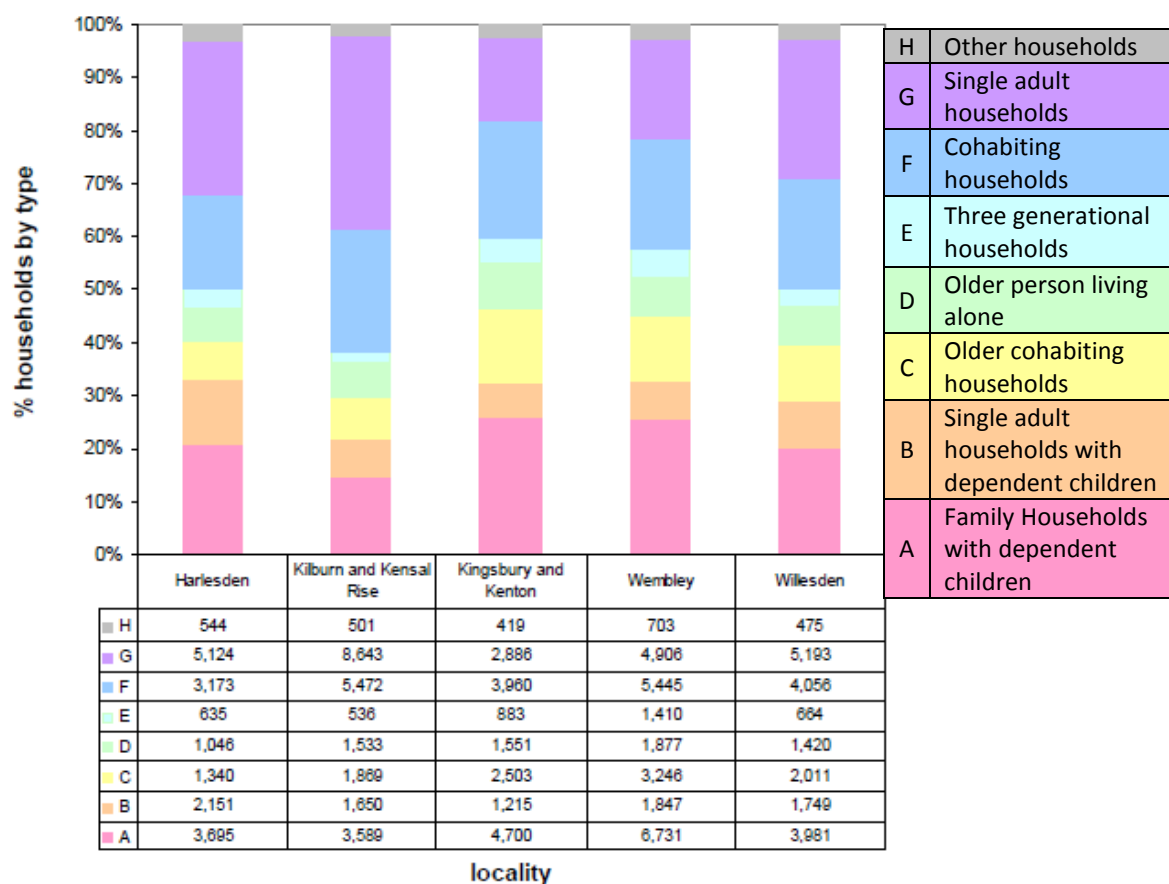 100%
90%
80%
70%
60%
50%
40%
30%
20%
10%
0%
% households by type
H Other households
G Single adult
households
F Cohabiting
households
E Three generational
households
D Older person living
alone
C Older cohabiting
households
B Single adult
households with
dependent children
A Family Households
with dependent
children
Harlesden Kilburn and Kensal Rise Kingsbury and Kenton Wembley Willesden
H 544 501 419 703 475
G 5,124 8,643 2,886 4,906 5,193
F 3,173 5,472 3,960 5,445 4,056
E 635 536 883 1,410 664
D 1,046 1,533 1,551 1,877 1,420
C 1,340 1,869 2,503 3,246 2,011
B 2,151 1,650 1,215 1,847 1,749
A 3,695 3,589 4,700 6,731 3,981
locality